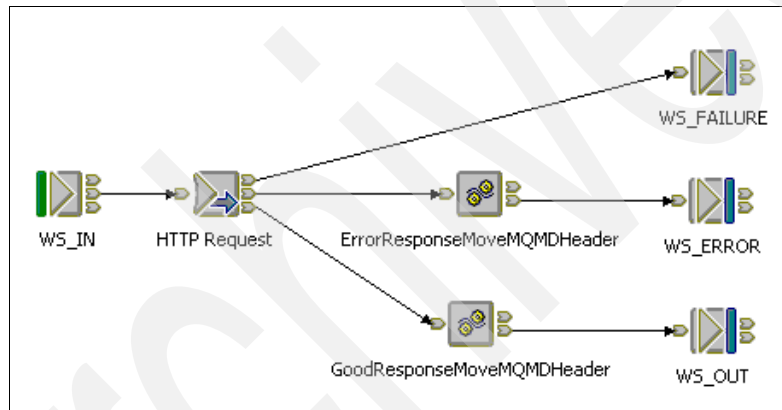 WS_FAILURE
WS_IN
HTTP Request
ErrorResponseMoveMQMDHeader
WS_ERROR
GoodResponseMoveMQMDHeader
WS_OUT